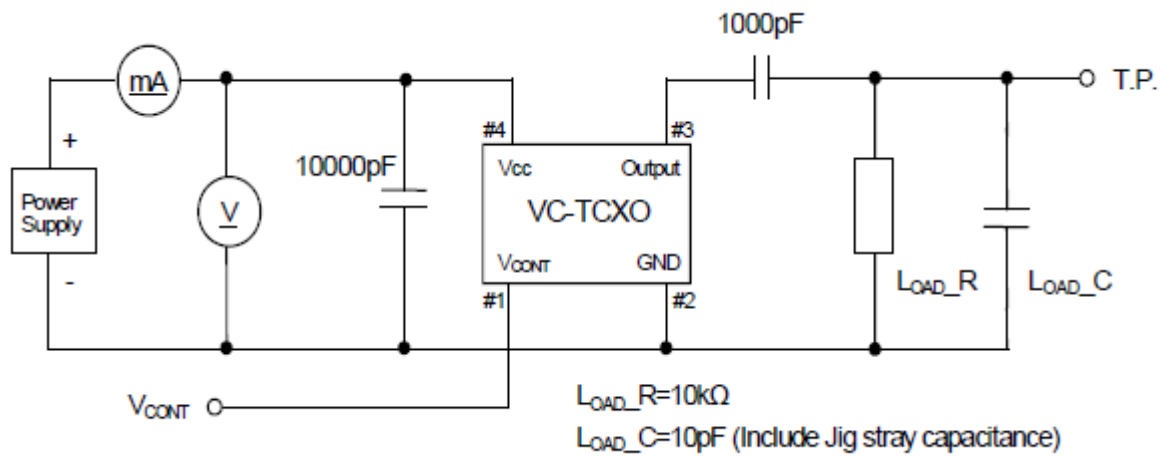 1000pF
mA
T.P.
+
#4
#3
10000pF
Vcc
Output
Power
Supply
V
VC-TCXO
-
VCONT
GND
#1
#2
LOAD_R
LOAD_C
VCONT
LOAD_R=10kΩ
LOAD_C=10pF (Include Jig stray capacitance)